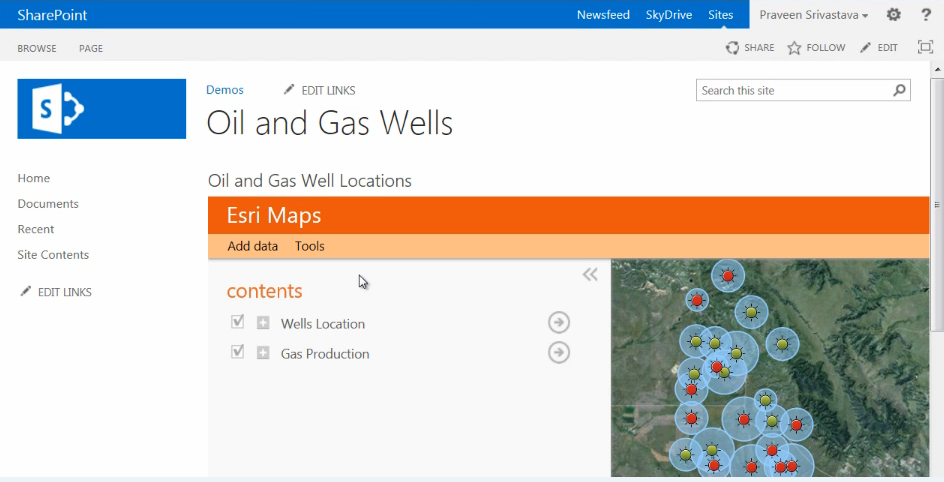 SharePoint Newsfeed SkyDrive Sites Praveen Srivastava ?
BROWSE PAGE SHARE FOLLOW EDIT
S
Demos EDIT LINKS Search this site
Oil and Gas Wells
Home
Documents
Recent
Site Contents
EDIT LINKS
Oil and Gas Well Locations
Esri Maps
Add data Tools
contents
Wells Location
Gas Production